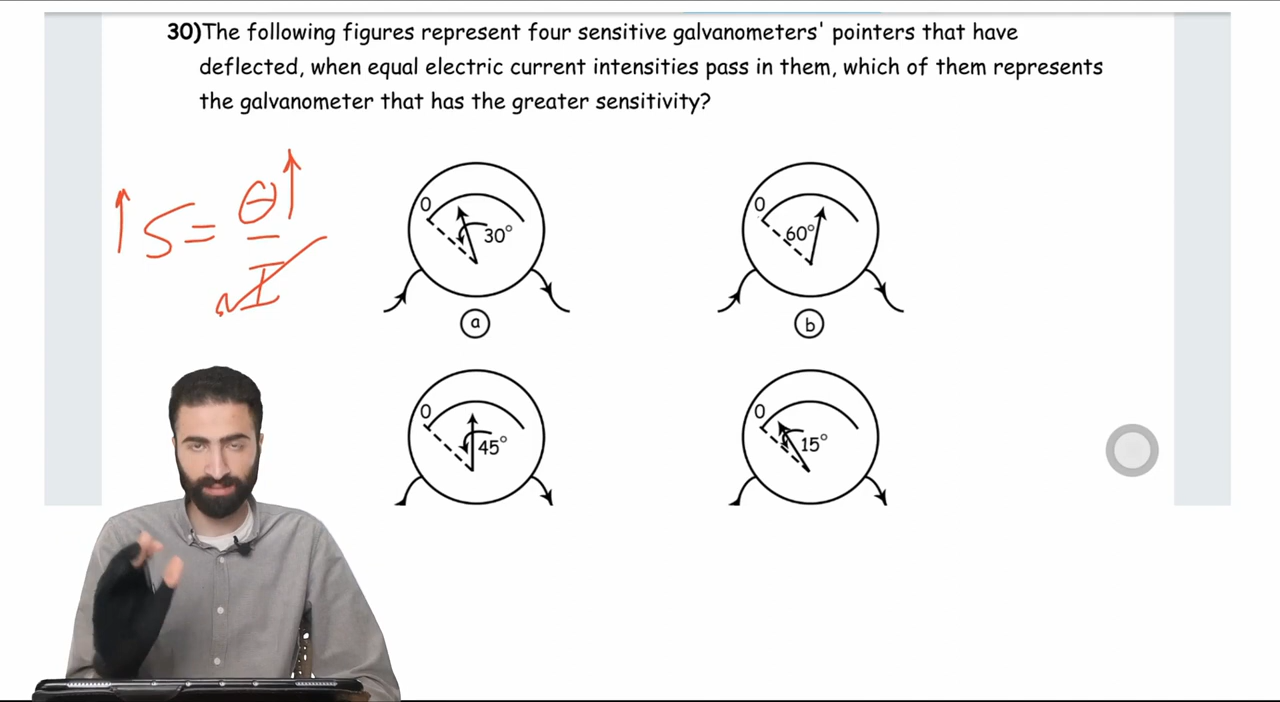 30)The following figures represent four sensitive galvanometers' pointers that have
deflected, when equal electric current intensities pass in them, which of them represents
the galvanometer that has the greater sensitivity?
↑S = θ↑
I
0
30°
a
0
60°
b
0
45°
0
15°